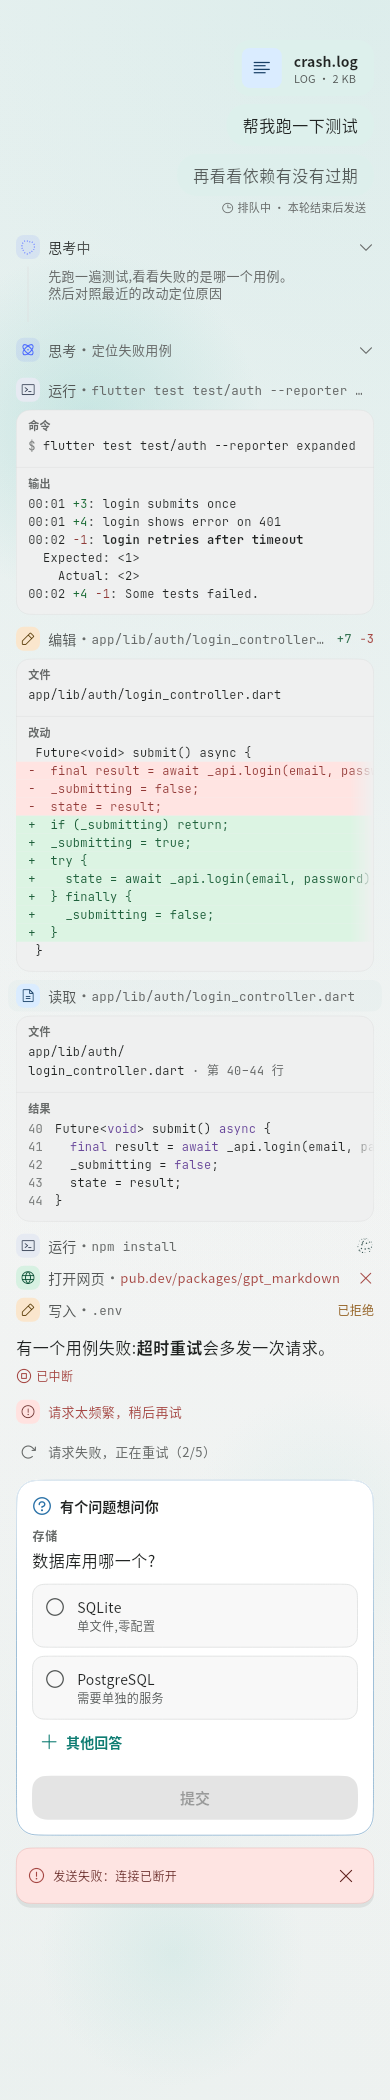 crash.log
LOG · 2 KB
帮我跑一下测试
再看看依赖有没有过期
排队中 · 本轮结束后发送
思考中
先跑一遍测试,看看失败的是哪一个用例。
然后对照最近的改动定位原因
思考 · 定位失败用例
运行 · flutter test test/auth --reporter …
命令
$ flutter test test/auth --reporter expanded
输出
00:01 +3: login submits once
00:01 +4: login shows error on 401
00:02 -1: login retries after timeout
Expected: <1>
Actual: <2>
00:02 +4 -1: Some tests failed.
编辑 · app/lib/auth/login_controller… +7 -3
文件
app/lib/auth/login_controller.dart
改动
Future<void> submit() async {
- final result = await _api.login(email, pass
- _submitting = false;
- state = result;
+ if (_submitting) return;
+ _submitting = true;
+ try {
+ state = await _api.login(email, password)
+ } finally {
+ _submitting = false;
+ }
}
读取 · app/lib/auth/login_controller.dart
文件
app/lib/auth/
login_controller.dart · 第 40–44 行
结果
40 Future<void> submit() async {
41 final result = await _api.login(email, pa
42 _submitting = false;
43 state = result;
44 }
运行 · npm install
打开网页 · pub.dev/packages/gpt_markdown
写入 · .env 已拒绝
有一个用例失败:超时重试会多发一次请求。
已中断
请求太频繁，稍后再试
请求失败，正在重试（2/5）
有个问题想问你
存储
数据库用哪一个?
SQLite
单文件,零配置
PostgreSQL
需要单独的服务
其他回答
提交
发送失败：连接已断开